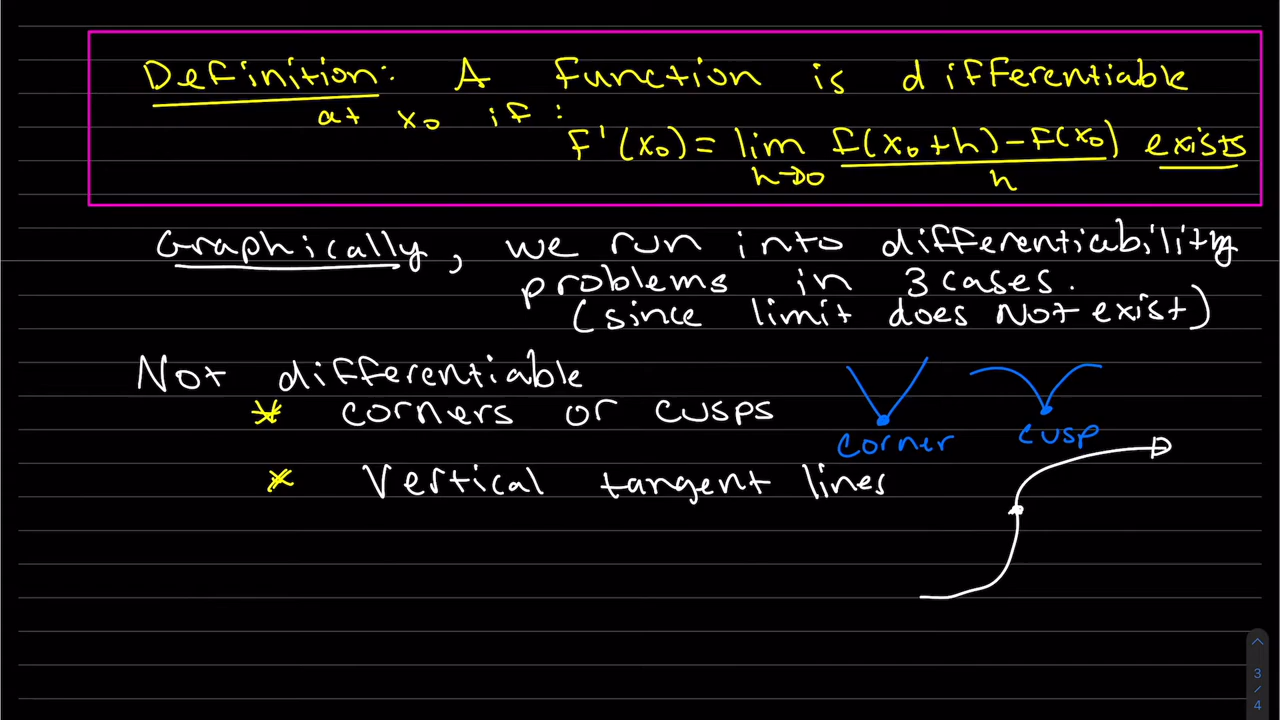 Definition: A function is differentiable
at x₀ if:
f'(x₀) = lim h→0 f(x₀+h)-f(x₀) / h exists
Graphically, we run into differentiability
problems in 3 cases.
(since limit does Not exist)
Not differentiable
* corners or cusps
corner cusp
* Vertical tangent lines
3
/
4